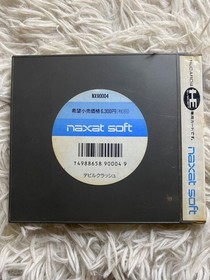 NX90004
希望小売価格6,300円(税別)
naxat soft
T4988658 90004 9
デビルクラッシュ
HE
naxat soft